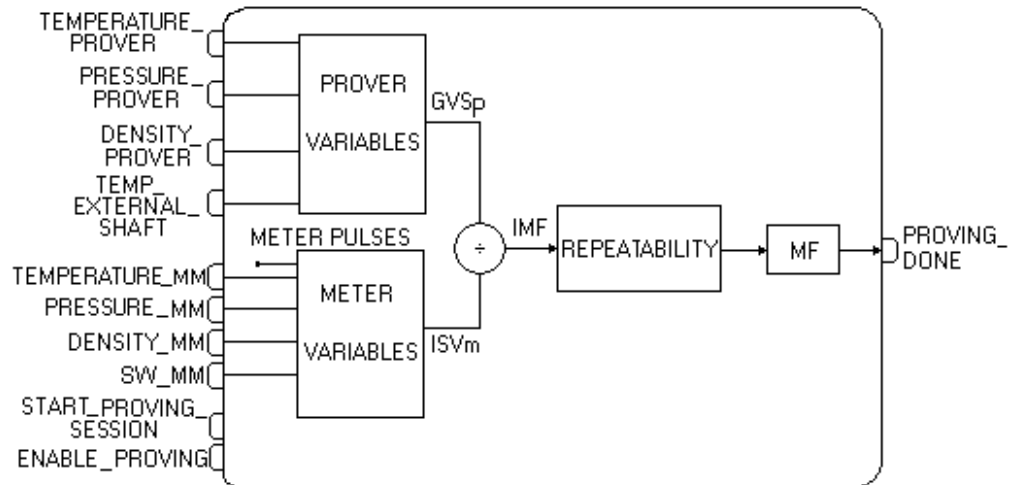 TEMPERATURE_
PROVER
PRESSURE_
PROVER
DENSITY_
PROVER
TEMP_
EXTERNAL_
SHAFT
PROVER
VARIABLES
GVSp
METER PULSES
TEMPERATURE_MM
PRESSURE_MM
DENSITY_MM
SW_MM
START_PROVING_
SESSION
ENABLE_PROVING
METER
VARIABLES
ISVm
÷
IMF
REPEATABILITY
MF
PROVING_
DONE